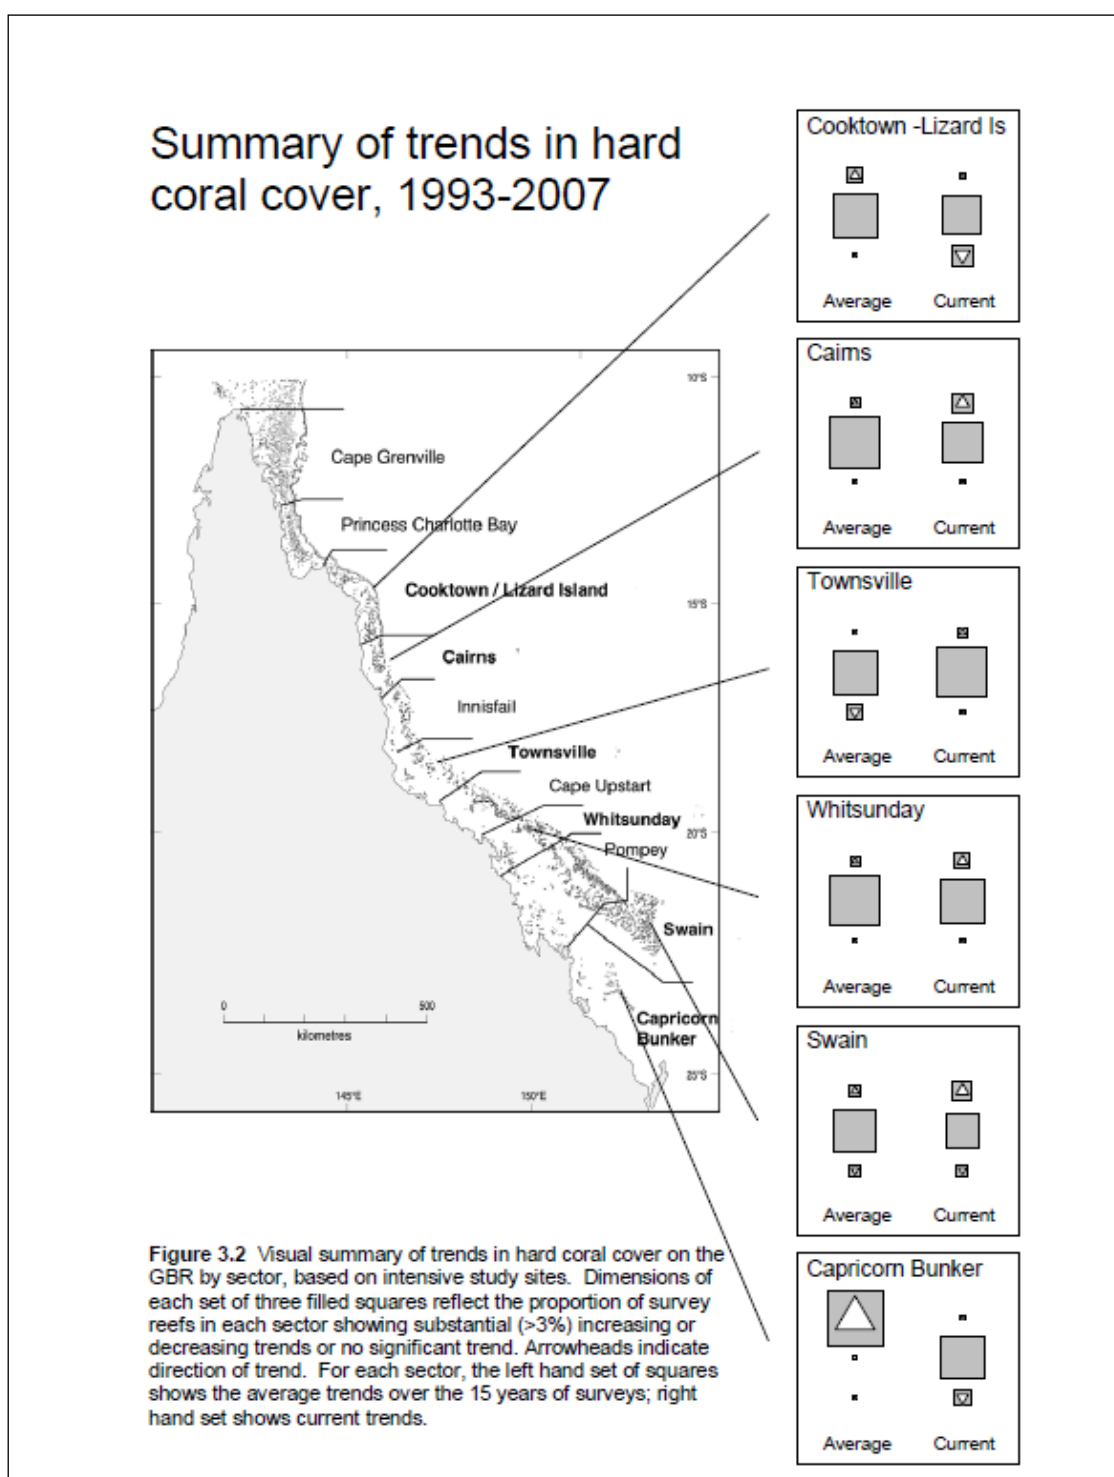 Summary of trends in hard
coral cover, 1993-2007
Cooktown -Lizard Is
Average Current
Cairns
Average Current
Townsville
Average Current
Whitsunday
Average Current
Swain
Average Current
Capricorn Bunker
Average Current
10°S
Cape Grenville
Princess Charlotte Bay
Cooktown / Lizard Island
15°S
Cairns
Innisfail
Townsville
Cape Upstart
Whitsunday
20°S
Pompey
Swain
0 500
kilometres
Capricorn
Bunker
25°S
145°E 150°E
Figure 3.2 Visual summary of trends in hard coral cover on the
GBR by sector, based on intensive study sites. Dimensions of
each set of three filled squares reflect the proportion of survey
reefs in each sector showing substantial (>3%) increasing or
decreasing trends or no significant trend. Arrowheads indicate
direction of trend. For each sector, the left hand set of squares
shows the average trends over the 15 years of surveys; right
hand set shows current trends.